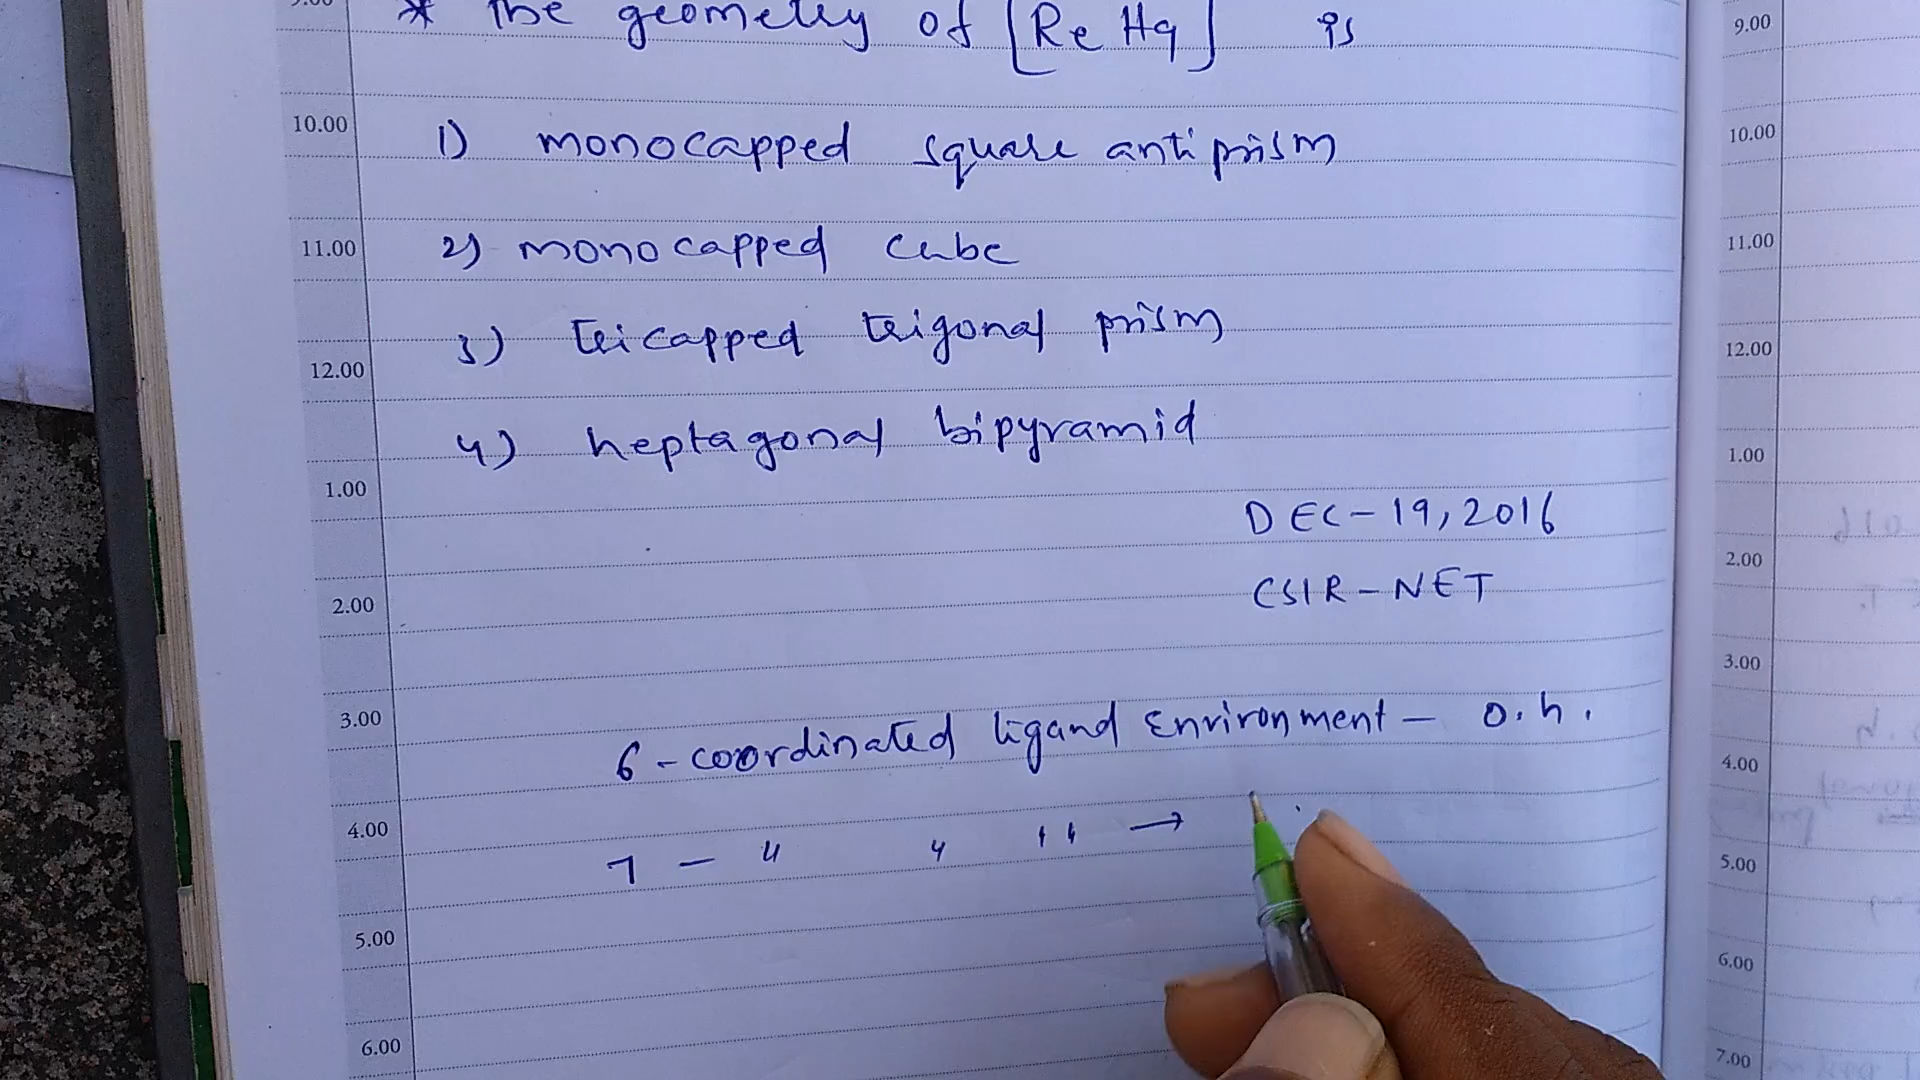 * The geometry of [Re H9] is
1) monocapped square antiprism
2) monocapped cube
3) tricapped trigonal prism
4) heptagonal bipyramid
DEC-19, 2016
CSIR-NET
6-coordinated ligand Environment - O.h.
7 - " " " →
10.00
11.00
12.00
1.00
2.00
3.00
4.00
5.00
6.00
9.00
10.00
11.00
12.00
1.00
2.00
3.00
4.00
5.00
6.00
7.00